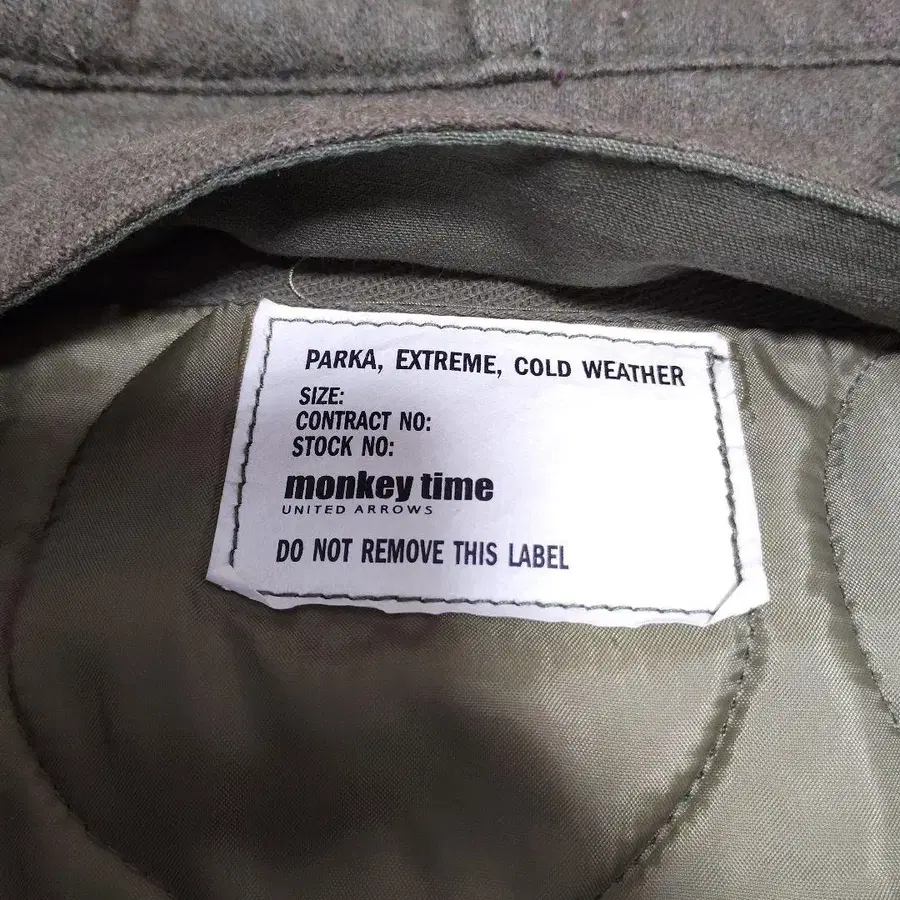 PARKA, EXTREME, COLD WEATHER
SIZE:
CONTRACT NO:
STOCK NO:
monkey time
UNITED ARROWS
DO NOT REMOVE THIS LABEL